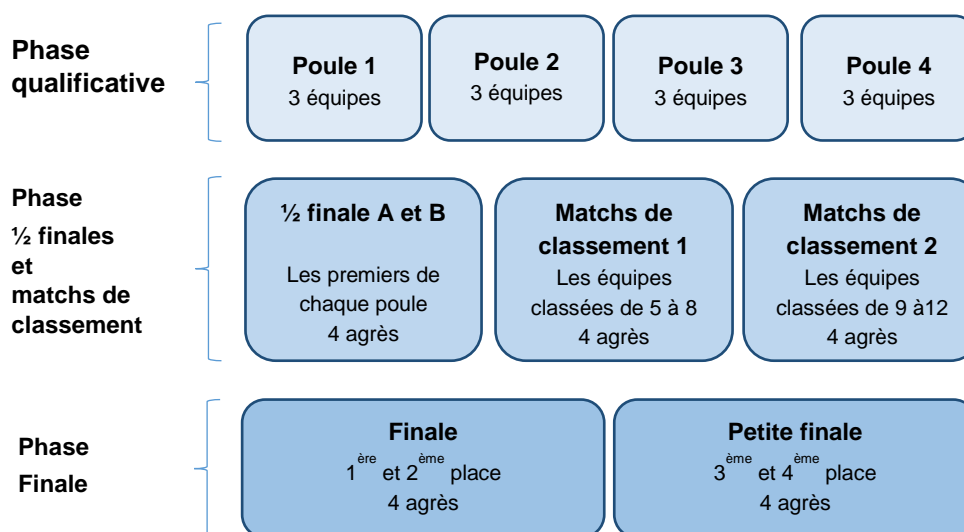 Phase
qualificative
Poule 1
3 équipes
Poule 2
3 équipes
Poule 3
3 équipes
Poule 4
3 équipes
Phase
½ finales
et
matchs de
classement
½ finale A et B
Les premiers de
chaque poule
4 agrès
Matchs de
classement 1
Les équipes
classées de 5 à 8
4 agrès
Matchs de
classement 2
Les équipes
classées de 9 à12
4 agrès
Phase
Finale
Finale
1ère et 2ème place
4 agrès
Petite finale
3ème et 4ème place
4 agrès